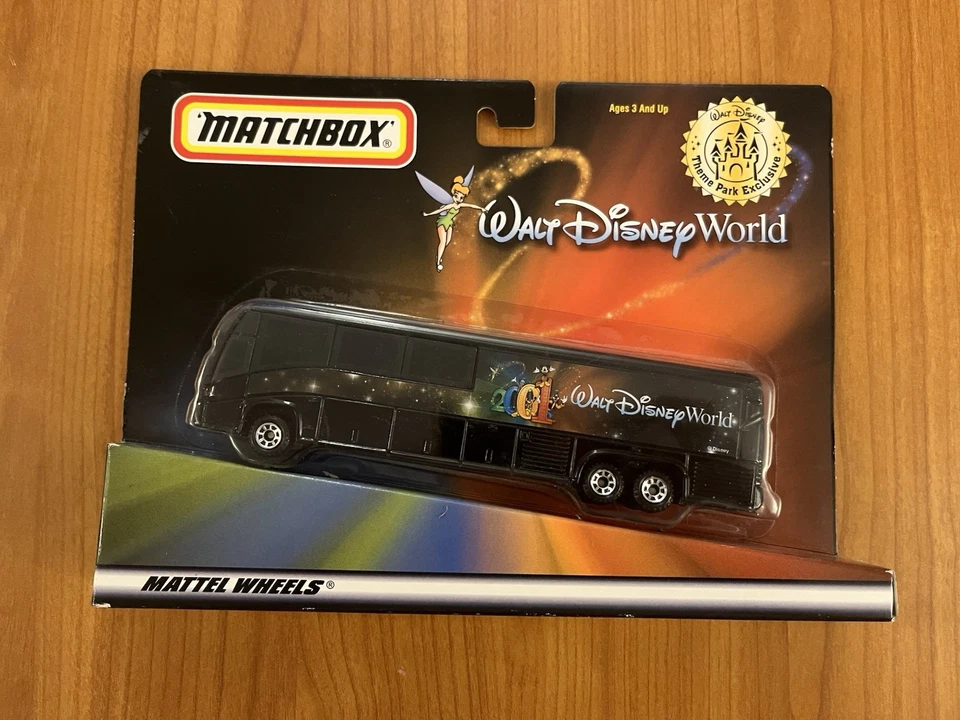 MATCHBOX®
Ages 3 And Up
Walt Disney
Theme Park Exclusive
Walt Disney World
2001
Walt Disney World
© Disney
MATTEL WHEELS®